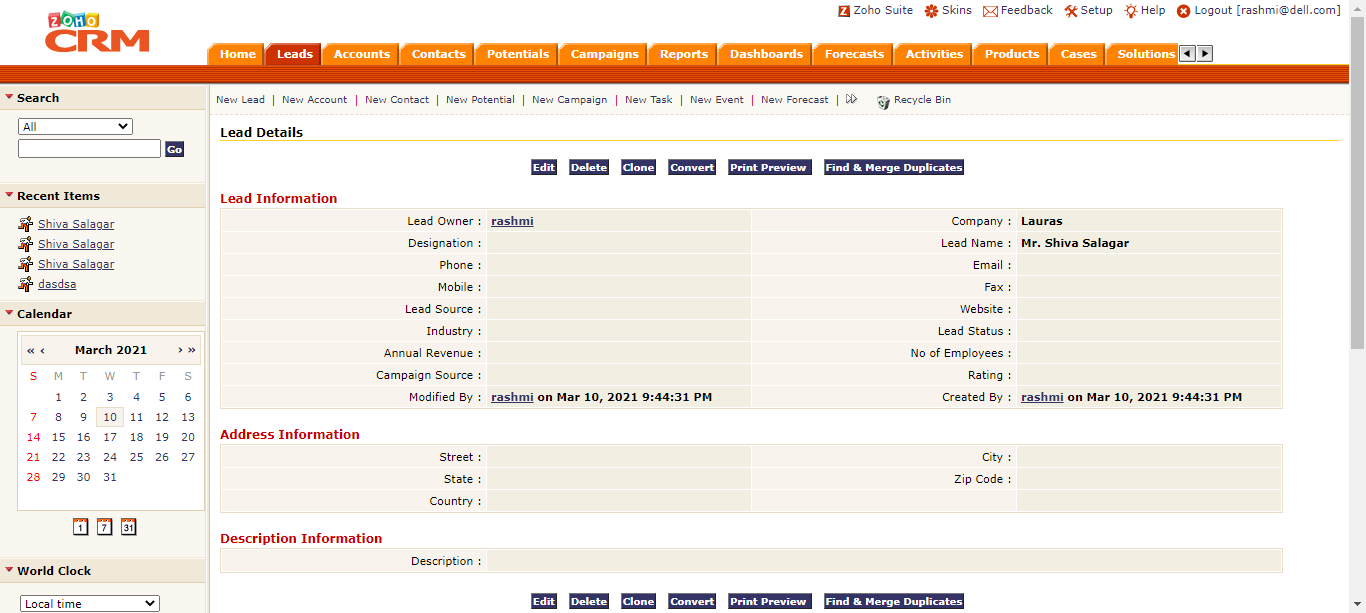 ZOHO
CRM
Zoho Suite Skins Feedback Setup Help Logout [rashmi@dell.com]
Home Leads Accounts Contacts Potentials Campaigns Reports Dashboards Forecasts Activities Products Cases Solutions
Search
All
Go
Recent Items
Shiva Salagar
Shiva Salagar
Shiva Salagar
dasdsa
Calendar
« ‹ March 2021 › »
S M T W T F S
1 2 3 4 5 6
7 8 9 10 11 12 13
14 15 16 17 18 19 20
21 22 23 24 25 26 27
28 29 30 31
1 7 31
World Clock
Local time
New Lead | New Account | New Contact | New Potential | New Campaign | New Task | New Event | New Forecast | Recycle Bin
Lead Details
Edit Delete Clone Convert Print Preview Find & Merge Duplicates
Lead Information
Lead Owner : rashmi Company : Lauras
Designation : Lead Name : Mr. Shiva Salagar
Phone : Email :
Mobile : Fax :
Lead Source : Website :
Industry : Lead Status :
Annual Revenue : No of Employees :
Campaign Source : Rating :
Modified By : rashmi on Mar 10, 2021 9:44:31 PM Created By : rashmi on Mar 10, 2021 9:44:31 PM
Address Information
Street : City :
State : Zip Code :
Country :
Description Information
Description :
Edit Delete Clone Convert Print Preview Find & Merge Duplicates